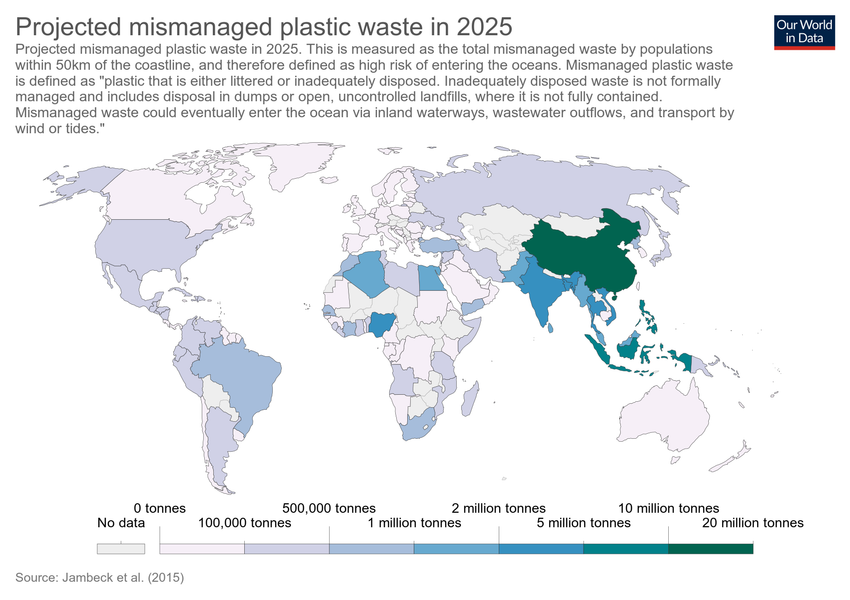 Projected mismanaged plastic waste in 2025
Our World
in Data
Projected mismanaged plastic waste in 2025. This is measured as the total mismanaged waste by populations
within 50km of the coastline, and therefore defined as high risk of entering the oceans. Mismanaged plastic waste
is defined as "plastic that is either littered or inadequately disposed. Inadequately disposed waste is not formally
managed and includes disposal in dumps or open, uncontrolled landfills, where it is not fully contained.
Mismanaged waste could eventually enter the ocean via inland waterways, wastewater outflows, and transport by
wind or tides."
0 tonnes 500,000 tonnes 2 million tonnes 10 million tonnes
No data 100,000 tonnes 1 million tonnes 5 million tonnes 20 million tonnes
Source: Jambeck et al. (2015)